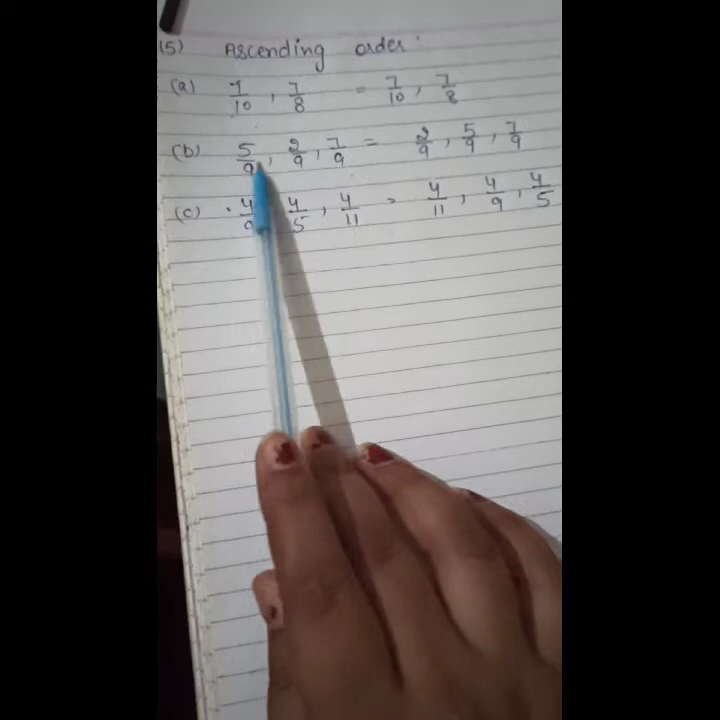 (5) Ascending order:
(a) 7/10, 7/8 = 7/10, 7/8
(b) 5/9, 2/9, 7/9 = 2/9, 5/9, 7/9
(c) 4/9 4/5, 4/11 = 4/11, 4/9, 4/5